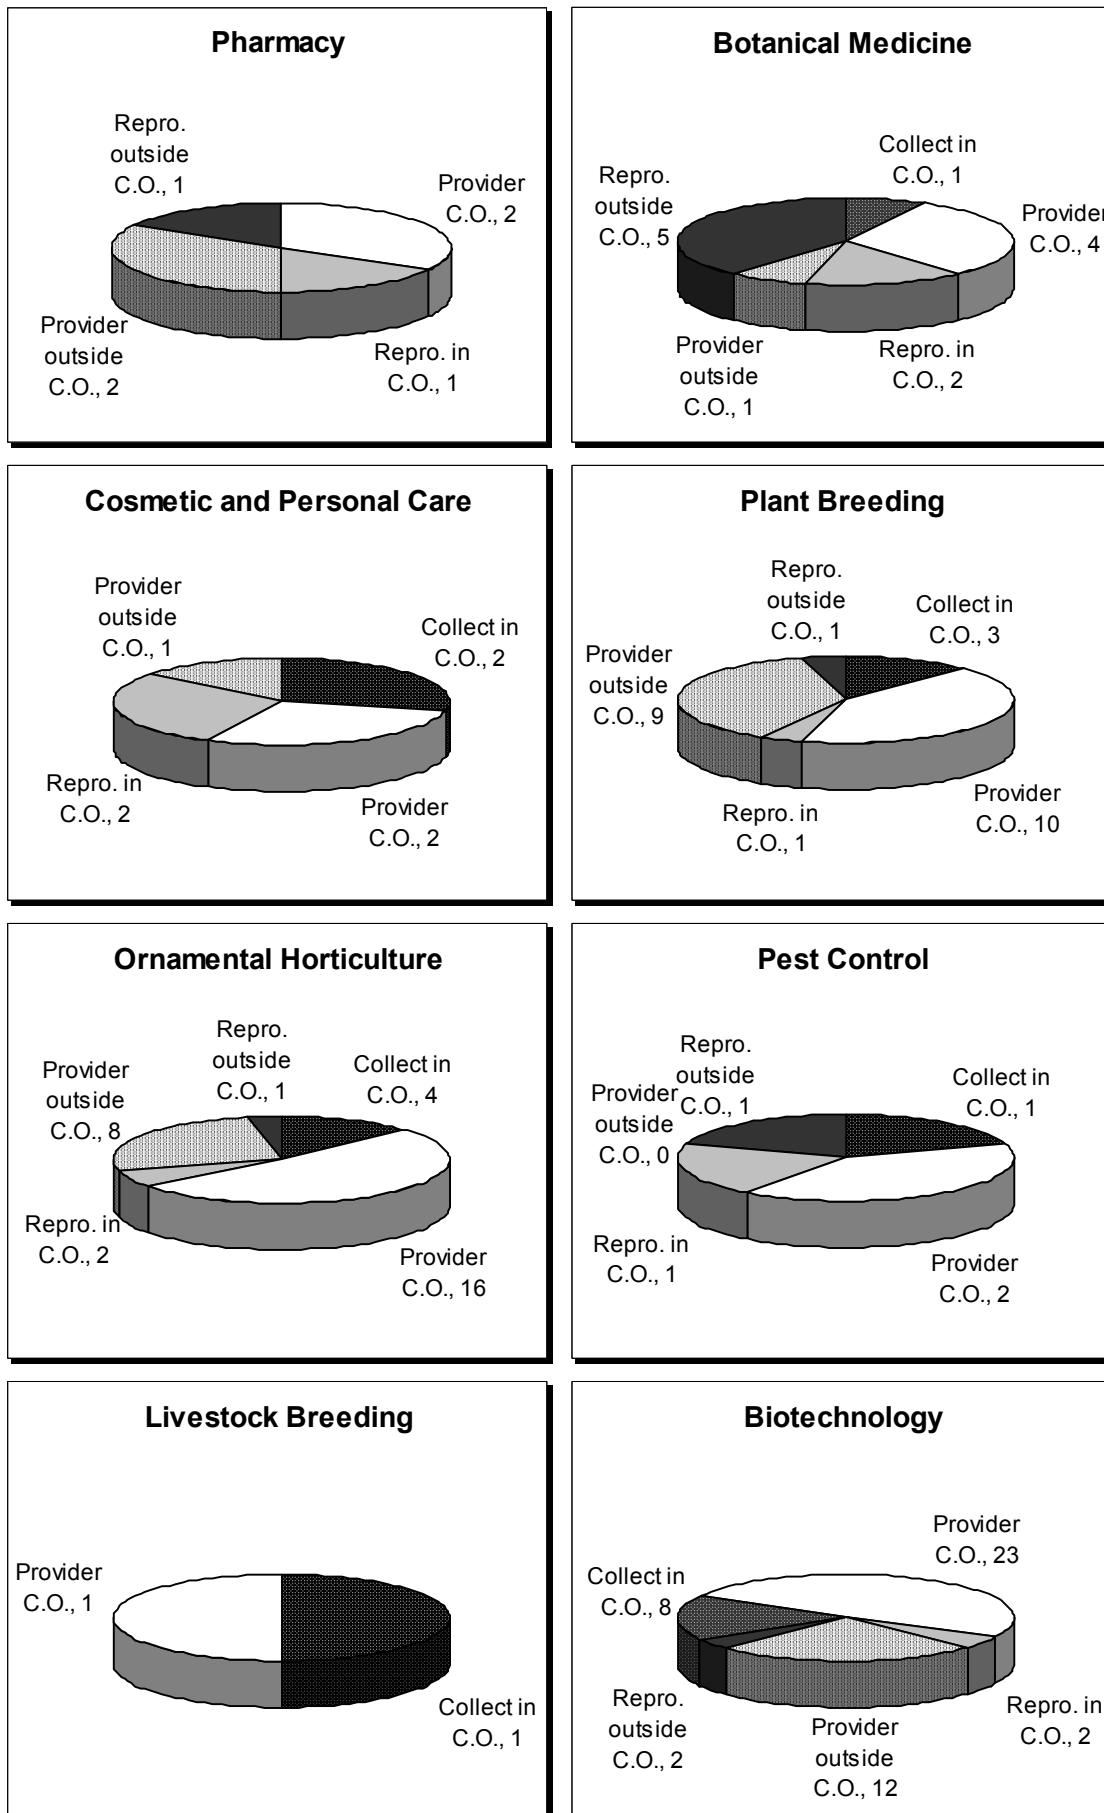 Pharmacy
Repro.
outside
C.O., 1
Provider
C.O., 2
Provider
outside
C.O., 2
Repro. in
C.O., 1
Botanical Medicine
Collect in
C.O., 1
Repro.
outside
C.O., 5
Provider
C.O., 4
Provider
outside
C.O., 1
Repro. in
C.O., 2
Cosmetic and Personal Care
Provider
outside
C.O., 1
Collect in
C.O., 2
Repro. in
C.O., 2
Provider
C.O., 2
Plant Breeding
Repro.
outside
C.O., 1
Collect in
C.O., 3
Provider
outside
C.O., 9
Repro. in
C.O., 1
Provider
C.O., 10
Ornamental Horticulture
Repro.
outside
C.O., 1
Collect in
C.O., 4
Provider
outside
C.O., 8
Repro. in
C.O., 2
Provider
C.O., 16
Pest Control
Repro.
outside
C.O., 1
Collect in
C.O., 1
Provider
outside
C.O., 0
Repro. in
C.O., 1
Provider
C.O., 2
Livestock Breeding
Provider
C.O., 1
Collect in
C.O., 1
Biotechnology
Provider
C.O., 23
Collect in
C.O., 8
Repro.
outside
C.O., 2
Provider
outside
C.O., 12
Repro. in
C.O., 2